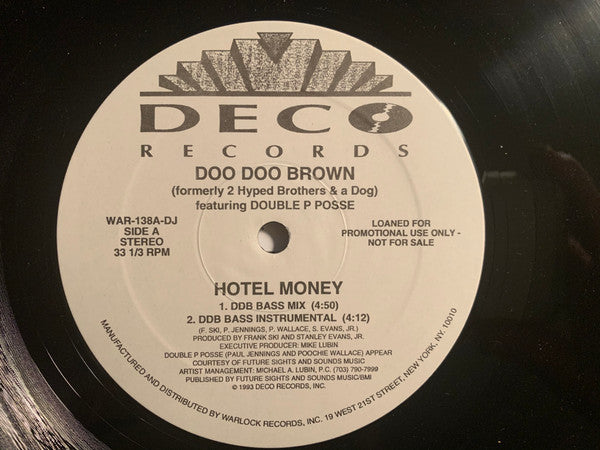 DECO
RECORDS
DOO DOO BROWN
(formerly 2 Hyped Brothers & a Dog)
featuring DOUBLE P POSSE
WAR-138A-DJ
SIDE A
STEREO
33 1/3 RPM
LOANED FOR
PROMOTIONAL USE ONLY -
NOT FOR SALE
HOTEL MONEY
1. DDB BASS MIX (4:50)
2. DDB BASS INSTRUMENTAL (4:12)
(F. SKI, P. JENNINGS, P. WALLACE, S. EVANS, JR.)
PRODUCED BY FRANK SKI AND STANLEY EVANS, JR.
EXECUTIVE PRODUCER: MIKE LUBIN
DOUBLE P POSSE (PAUL JENNINGS AND POOCHIE WALLACE) APPEAR
COURTESY OF FUTURE SIGHTS AND SOUNDS MUSIC
ARTIST MANAGEMENT: MICHAEL A. LUBIN, P.C. (703) 790-7999
PUBLISHED BY FUTURE SIGHTS AND SOUNDS MUSIC/BMI
© 1993 DECO RECORDS, INC.
MANUFACTURED AND DISTRIBUTED BY WARLOCK RECORDS, INC. 19 WEST 21ST STREET, NEW YORK, NY. 10010